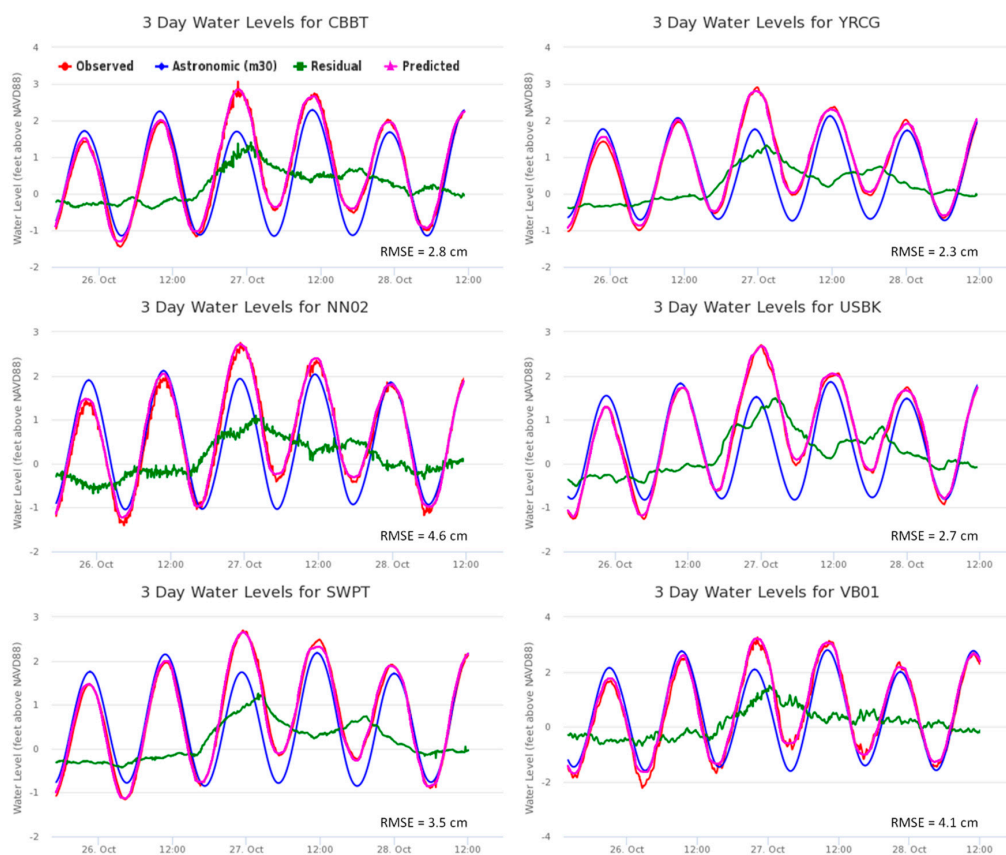 3 Day Water Levels for CBBT
Water Level (feet above NAVD88)
4
3
2
1
0
-1
-2
Observed Astronomic (m30) Residual Predicted
RMSE = 2.8 cm
26. Oct 12:00 27. Oct 12:00 28. Oct 12:00
3 Day Water Levels for YRCG
Water Level (feet above NAVD88)
4
3
2
1
0
-1
-2
RMSE = 2.3 cm
26. Oct 12:00 27. Oct 12:00 28. Oct 12:00
3 Day Water Levels for NN02
Water Level (feet above NAVD88)
3
2
1
0
-1
-2
RMSE = 4.6 cm
26. Oct 12:00 27. Oct 12:00 28. Oct 12:00
3 Day Water Levels for USBK
Water Level (feet above NAVD88)
3
2
1
0
-1
-2
RMSE = 2.7 cm
26. Oct 12:00 27. Oct 12:00 28. Oct 12:00
3 Day Water Levels for SWPT
Water Level (feet above NAVD88)
3
2
1
0
-1
-2
RMSE = 3.5 cm
26. Oct 12:00 27. Oct 12:00 28. Oct 12:00
3 Day Water Levels for VB01
Water Level (feet above NAVD88)
4
2
0
-2
-4
RMSE = 4.1 cm
26. Oct 12:00 27. Oct 12:00 28. Oct 12:00